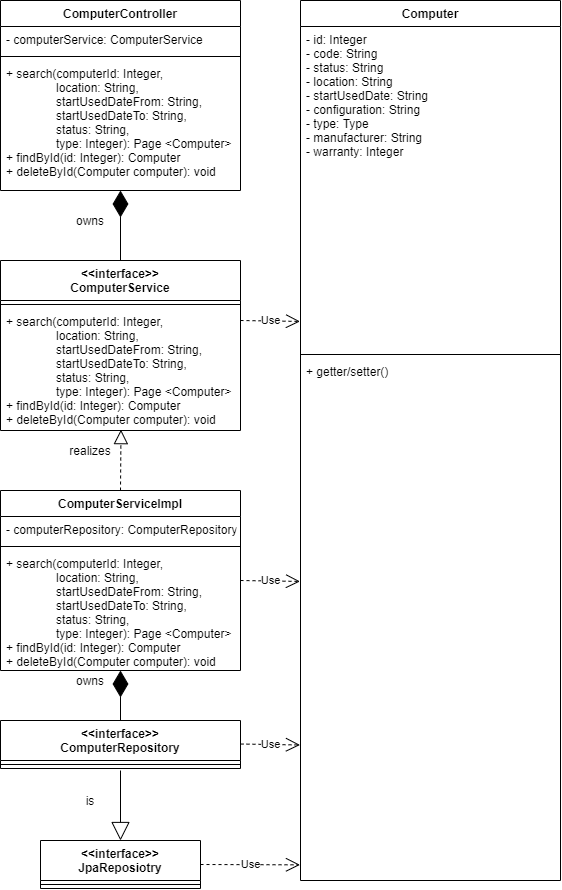 ComputerController
- computerService: ComputerService
+ search(computerId: Integer,
location: String,
startUsedDateFrom: String,
startUsedDateTo: String,
status: String,
type: Integer): Page <Computer>
+ findById(id: Integer): Computer
+ deleteById(Computer computer): void
owns
<<interface>>
ComputerService
+ search(computerId: Integer,
location: String,
startUsedDateFrom: String,
startUsedDateTo: String,
status: String,
type: Integer): Page <Computer>
+ findById(id: Integer): Computer
+ deleteById(Computer computer): void
Use
realizes
ComputerServiceImpl
- computerRepository: ComputerRepository
+ search(computerId: Integer,
location: String,
startUsedDateFrom: String,
startUsedDateTo: String,
status: String,
type: Integer): Page <Computer>
+ findById(id: Integer): Computer
+ deleteById(Computer computer): void
Use
owns
<<interface>>
ComputerRepository
Use
is
<<interface>>
JpaReposiotry
Use
Computer
- id: Integer
- code: String
- status: String
- location: String
- startUsedDate: String
- configuration: String
- type: Type
- manufacturer: String
- warranty: Integer
+ getter/setter()